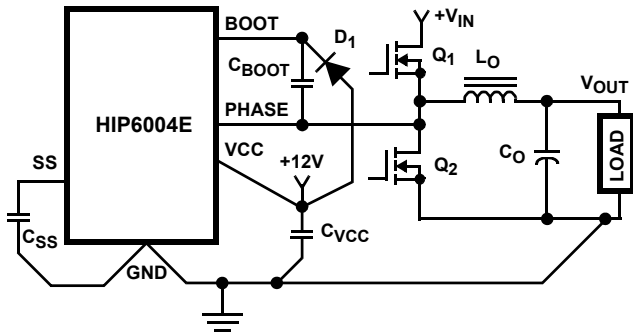 +VIN
BOOT
D1
Q1
LO
CBOOT
VOUT
PHASE
HIP6004E
VCC
+12V
SS
Q2
CO
LOAD
CSS
CVCC
GND